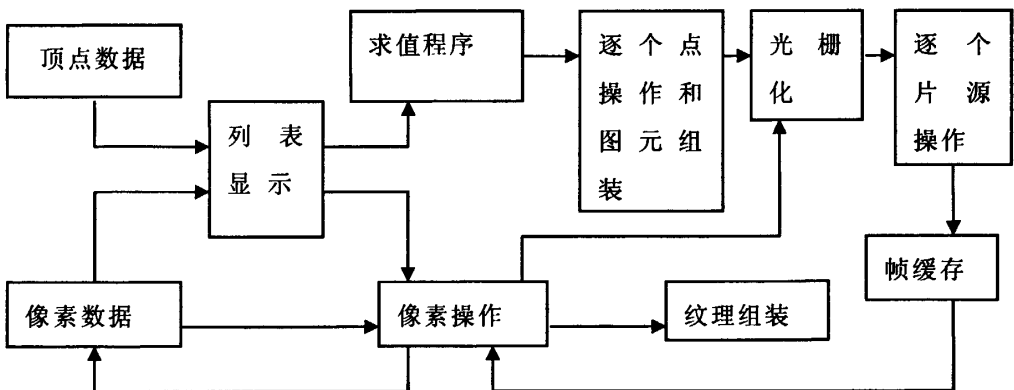 顶点数据
求值程序
逐个点
操作和
图元组
装
光栅
化
逐个
片源
操作
列表
显示
帧缓存
像素数据
像素操作
纹理组装